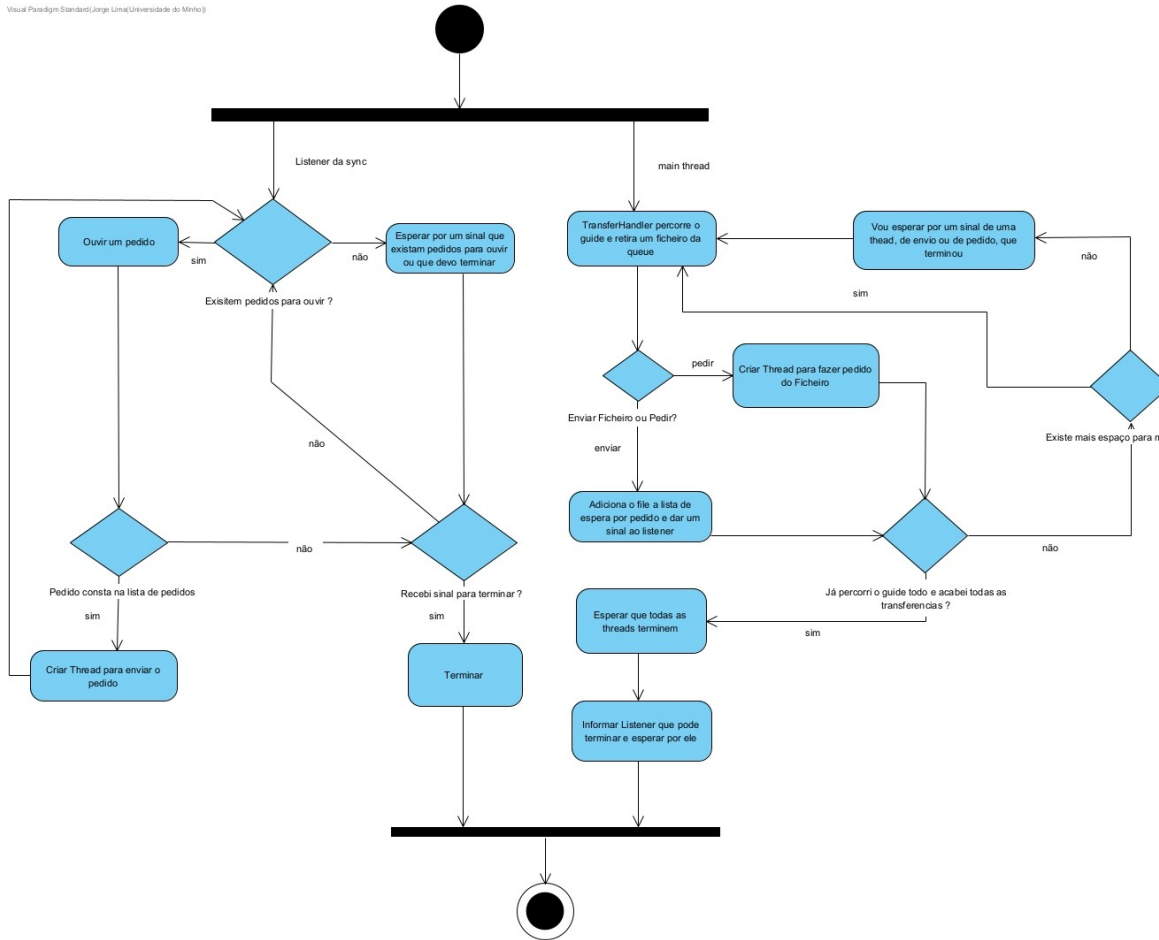 Visual Paradigm Standard(Jorge Lima(Universidade do Minho))
Listener da sync
main thread
Ouvir um pedido
sim
não
Esperar por um sinal que
existam pedidos para ouvir
ou que devo terminar
Exisitem pedidos para ouvir ?
TransferHandler percorre o
guide e retira um ficheiro da
queue
Vou esperar por um sinal de uma
thead, de envio ou de pedido, que
terminou
não
sim
pedir
Criar Thread para fazer pedido
do Ficheiro
Enviar Ficheiro ou Pedir?
enviar
Existe mais espaço para
não
Adiciona o file a lista de
espera por pedido e dar um
sinal ao listener
não
não
Pedido consta na lista de pedidos
sim
Recebi sinal para terminar ?
sim
Já percorri o guide todo e acabei todas as
transferencias ?
sim
Esperar que todas as
threads terminem
Criar Thread para enviar o
pedido
Terminar
Informar Listener que pode
terminar e esperar por ele